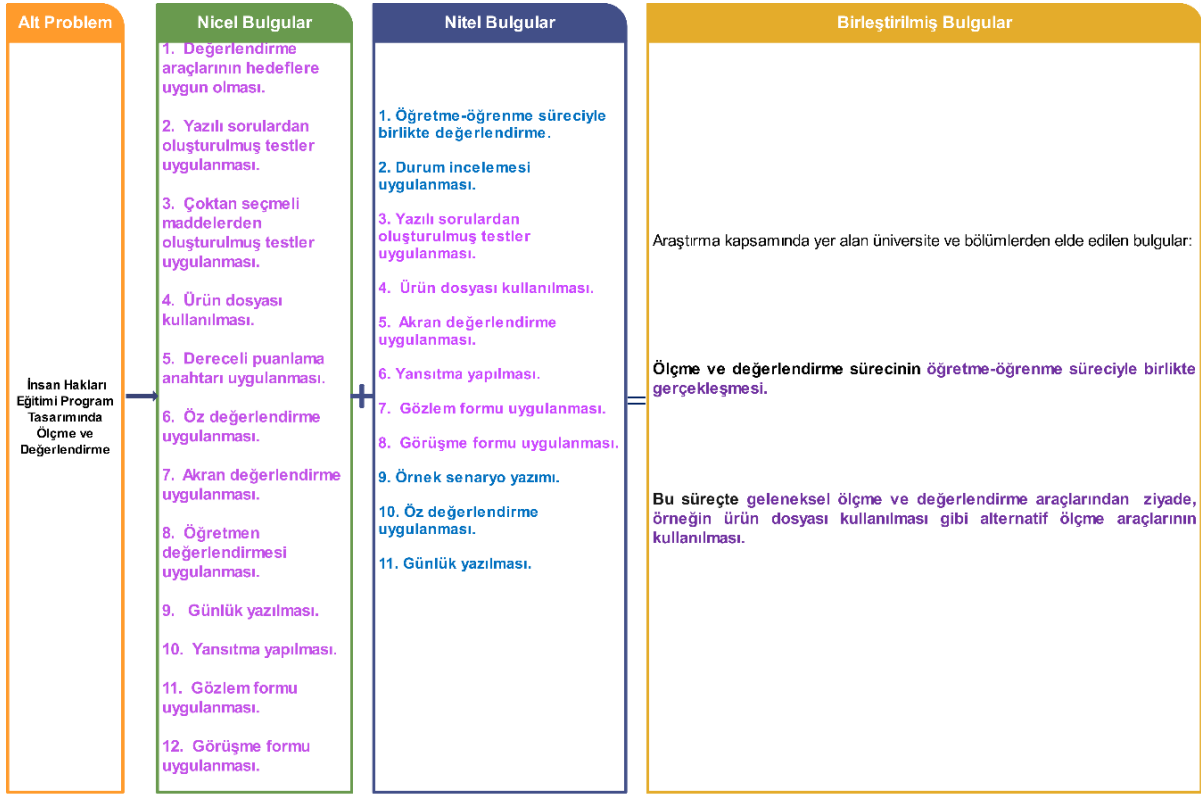 Alt Problem
İnsan Hakları
Eğitimi Program
Tasarımında
Ölçme ve
Değerlendirme
Nicel Bulgular
1. Değerlendirme
araçlarının hedeflere
uygun olması.
2. Yazılı sorulardan
oluşturulmuş testler
uygulanması.
3. Çoktan seçmeli
maddelerden
oluşturulmuş testler
uygulanması.
4. Ürün dosyası
kullanılması.
5. Dereceli puanlama
anahtarı uygulanması.
6. Öz değerlendirme
uygulanması.
7. Akran değerlendirme
uygulanması.
8. Öğretmen
değerlendirmesi
uygulanması.
9. Günlük yazılması.
10. Yansıtma yapılması.
11. Gözlem formu
uygulanması.
12. Görüşme formu
uygulanması.
+
Nitel Bulgular
1. Öğretme-öğrenme süreciyle
birlikte değerlendirme.
2. Durum incelemesi
uygulanması.
3. Yazılı sorulardan
oluşturulmuş testler
uygulanması.
4. Ürün dosyası kullanılması.
5. Akran değerlendirme
uygulanması.
6. Yansıtma yapılması.
7. Gözlem formu uygulanması.
8. Görüşme formu uygulanması.
9. Örnek senaryo yazımı.
10. Öz değerlendirme
uygulanması.
11. Günlük yazılması.
=
Birleştirilmiş Bulgular
Araştırma kapsamında yer alan üniversite ve bölümlerden elde edilen bulgular:
Ölçme ve değerlendirme sürecinin öğretme-öğrenme süreciyle birlikte
gerçekleşmesi.
Bu süreçte geleneksel ölçme ve değerlendirme araçlarından ziyade,
örneğin ürün dosyası kullanılması gibi alternatif ölçme araçlarının
kullanılması.